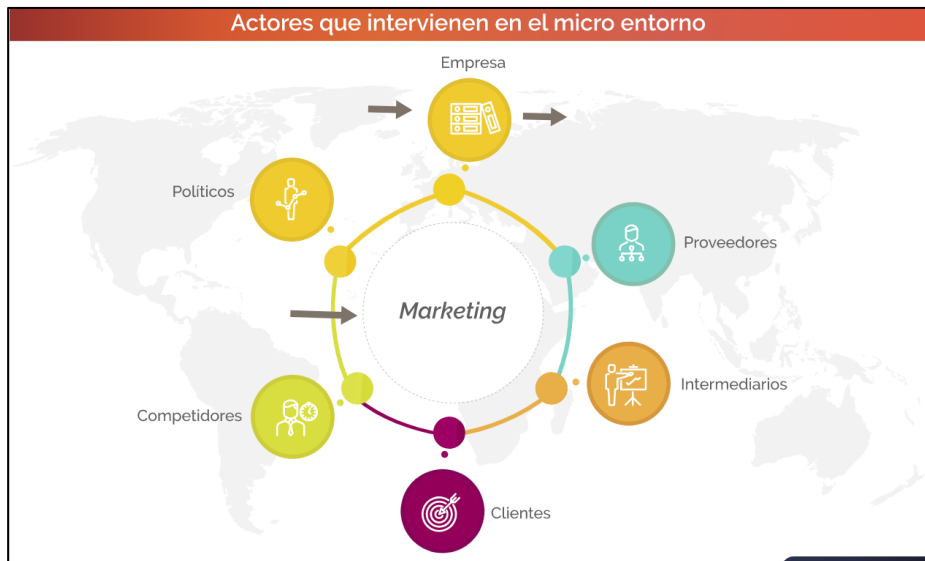 Actores que intervienen en el micro entorno
Empresa
Políticos
Proveedores
Marketing
Intermediarios
Competidores
Clientes